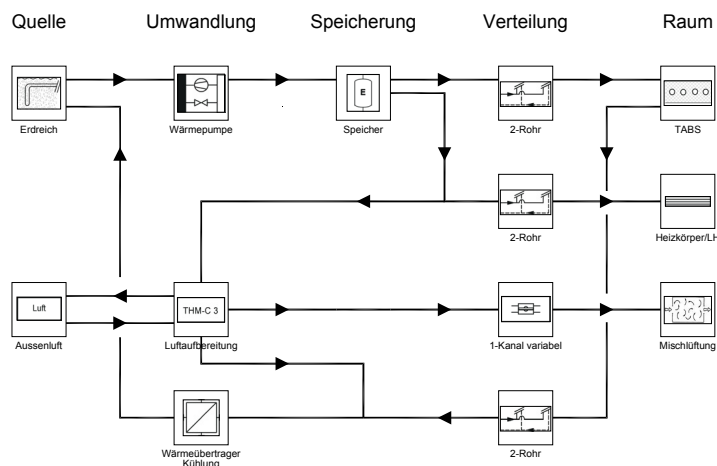 Quelle Umwandlung Speicherung Verteilung Raum
E
Erdreich Wärmepumpe Speicher 2-Rohr TABS
2-Rohr Heizkörper/LH
Luft THM-C 3
Aussenluft Luftaufbereitung 1-Kanal variabel Mischlüftung
Wärmeübertrager 2-Rohr
Kühlung